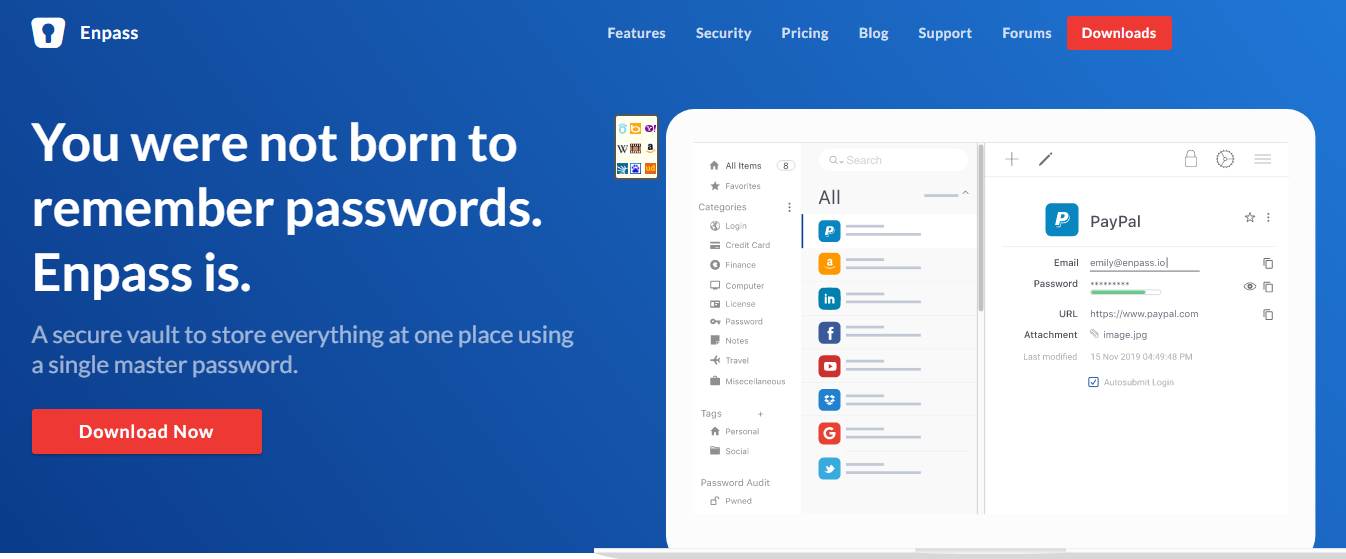 Enpass
Features Security Pricing Blog Support Forums Downloads
You were not born to
remember passwords.
Enpass is.
A secure vault to store everything at one place using
a single master password.
Download Now
All Items 8
Favorites
Categories
Login
Credit Card
Finance
Computer
License
Password
Notes
Travel
Misecellaneous
Tags +
Personal
Social
Password Audit
Pwned
Search
All
PayPal
Email emily@enpass.io
Password *********
URL https://www.paypal.com
Attachment image.jpg
Last modified 15 Nov 2019 04:49:48 PM
Autosubmit Login